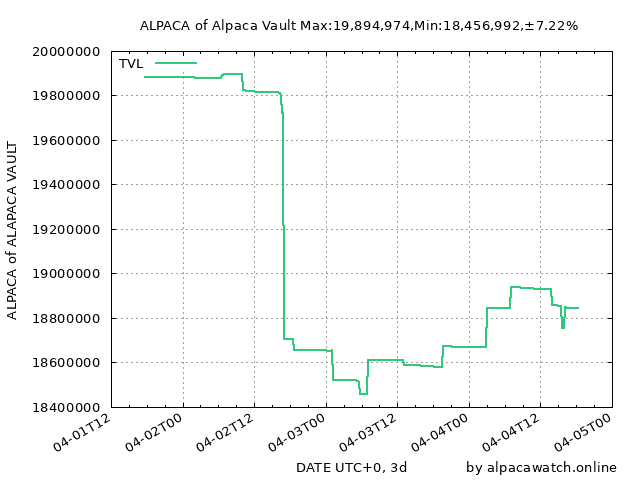 ALPACA of Alpaca Vault Max:19,894,974,Min:18,456,992,±7.22%
20000000
TVL
19800000
19600000
19400000
19200000
19000000
18800000
18600000
18400000
ALPACA of ALAPACA VAULT
04-01T12
04-02T00
04-02T12
04-03T00
04-03T12
04-04T00
04-04T12
04-05T00
DATE UTC+0, 3d
by alpacawatch.online